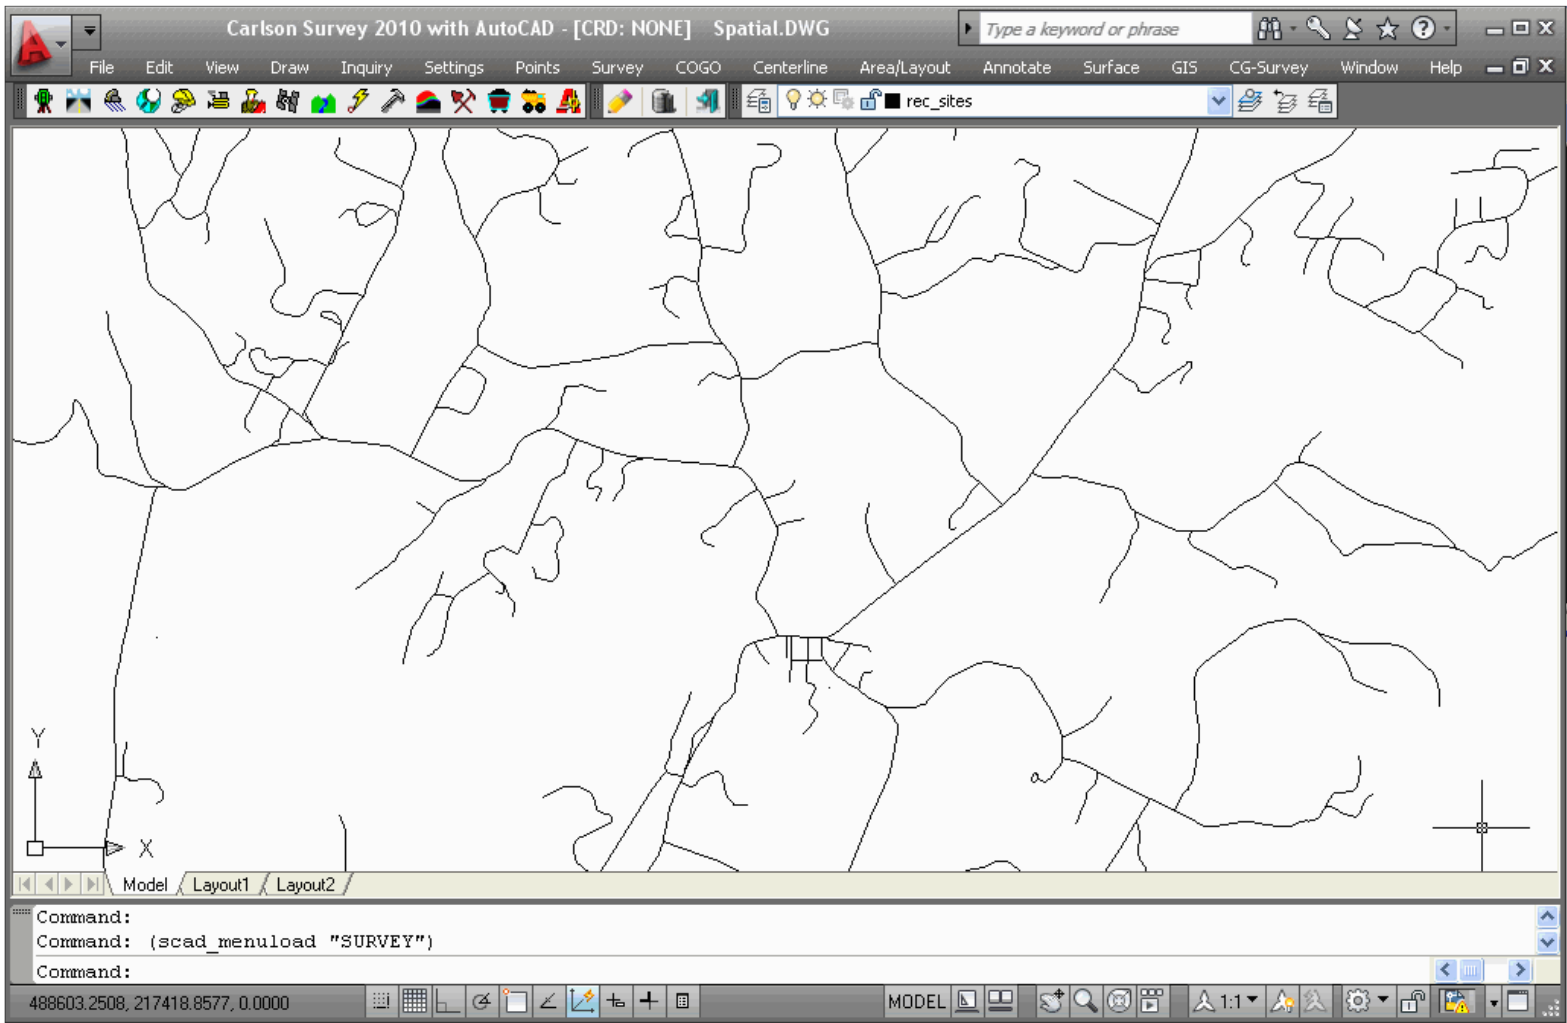 Carlson Survey 2010 with AutoCAD - [CRD: NONE] Spatial.DWG Type a keyword or phrase
File Edit View Draw Inquiry Settings Points Survey COGO Centerline Area/Layout Annotate Surface GIS CG-Survey Window Help
rec_sites
Y
X
Model Layout1 Layout2
Command:
Command: (scad_menuload "SURVEY")
Command:
488603.2508, 217418.8577, 0.0000 MODEL 1:1